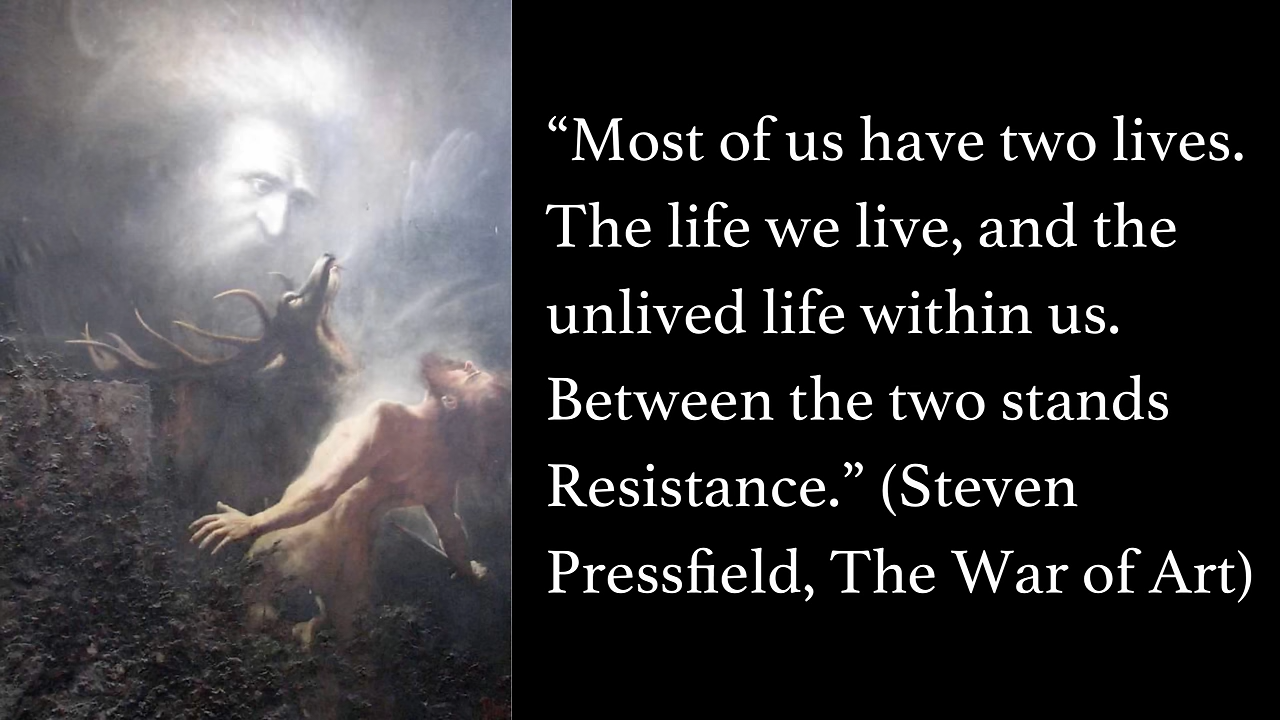 “Most of us have two lives.
The life we live, and the
unlived life within us.
Between the two stands
Resistance.” (Steven
Pressfield, The War of Art)